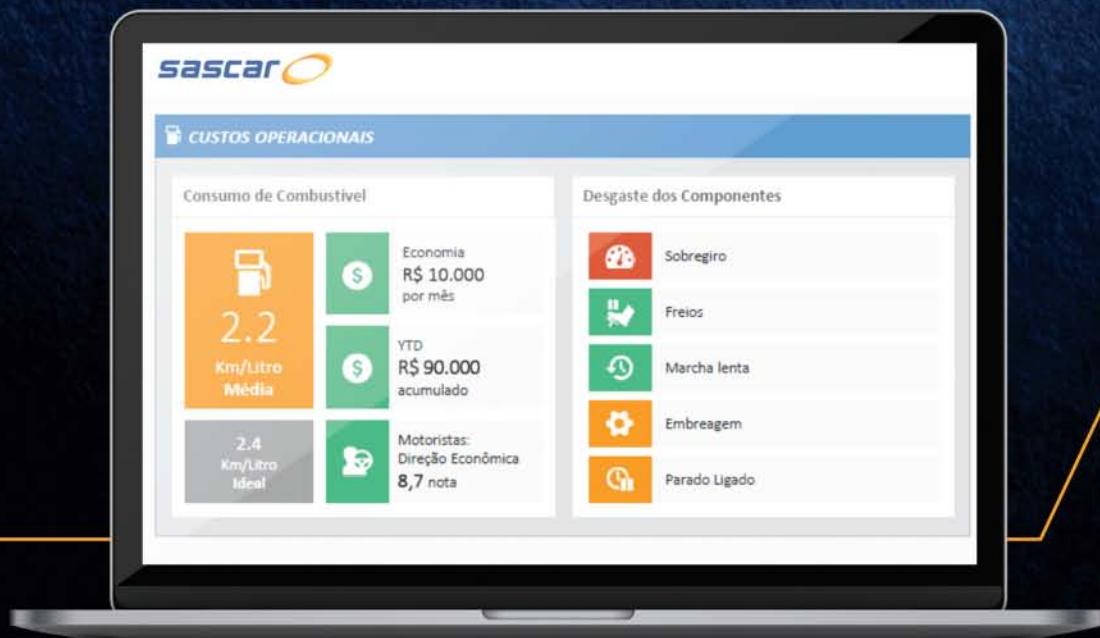 sascar
CUSTOS OPERACIONAIS
Consumo de Combustível
2.2
Km/Litro
Média
2.4
Km/Litro
Ideal
Economia
R$ 10.000
por mês
YTD
R$ 90.000
acumulado
Motoristas:
Direção Econômica
8,7 nota
Desgaste dos Componentes
Sobregiro
Freios
Marcha lenta
Embreagem
Parado Ligado